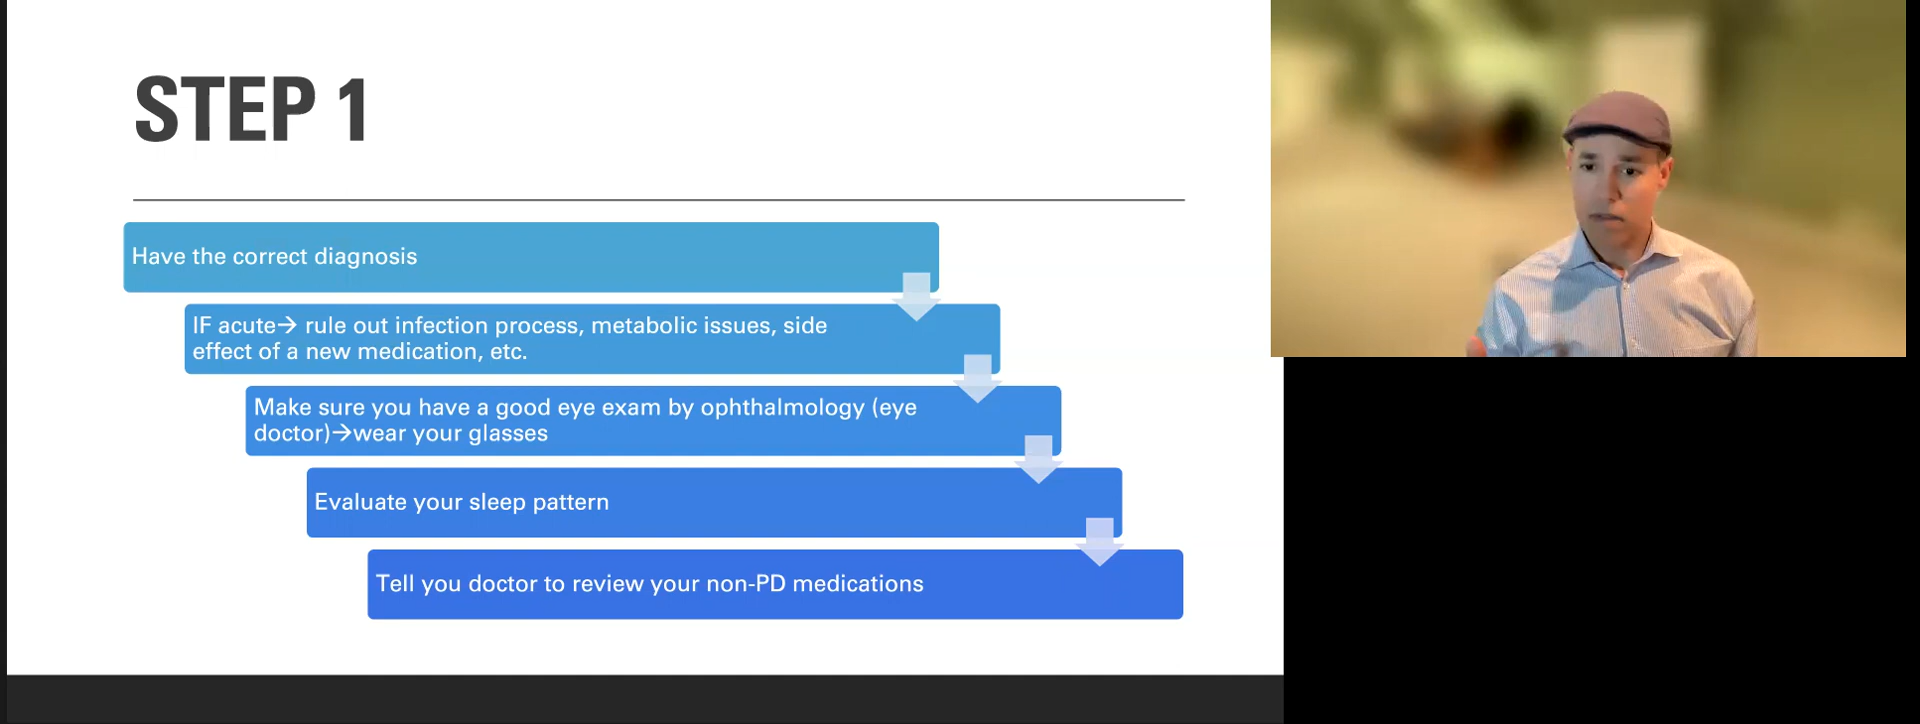 STEP 1
Have the correct diagnosis
IF acute→ rule out infection process, metabolic issues, side
effect of a new medication, etc.
Make sure you have a good eye exam by ophthalmology (eye
doctor)→wear your glasses
Evaluate your sleep pattern
Tell you doctor to review your non-PD medications